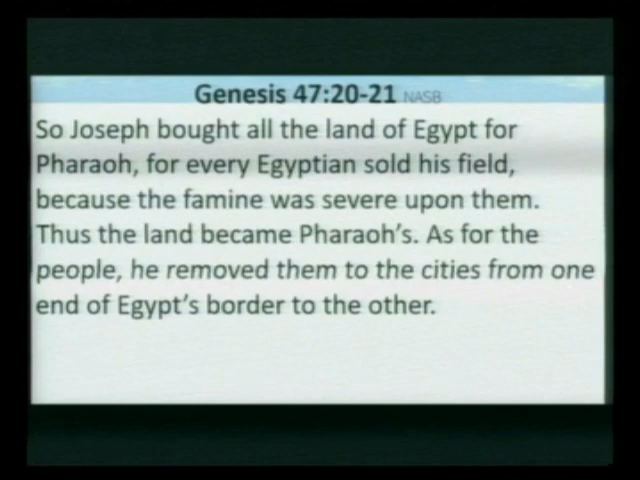 Genesis 47:20-21 NASB
So Joseph bought all the land of Egypt for
Pharaoh, for every Egyptian sold his field,
because the famine was severe upon them.
Thus the land became Pharaoh's. As for the
people, he removed them to the cities from one
end of Egypt's border to the other.